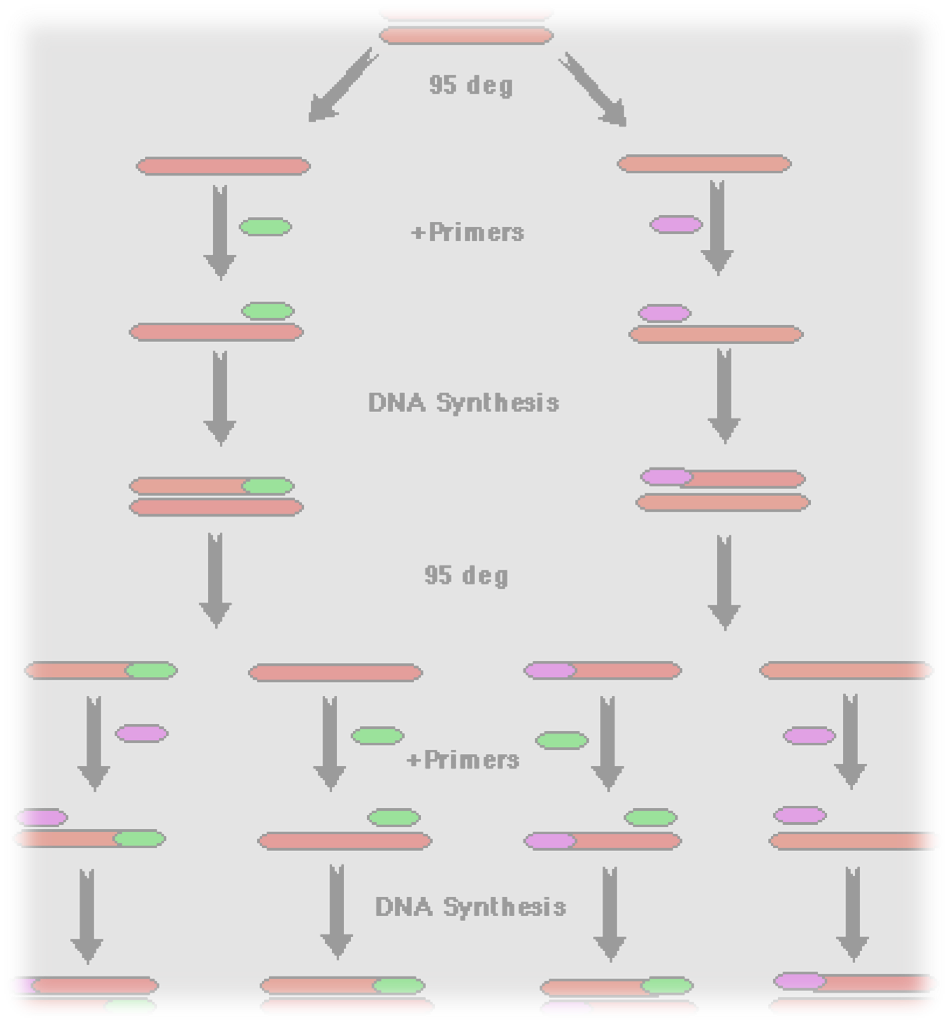 95 deg
+Primers
DNA Synthesis
95 deg
+Primers
DNA Synthesis